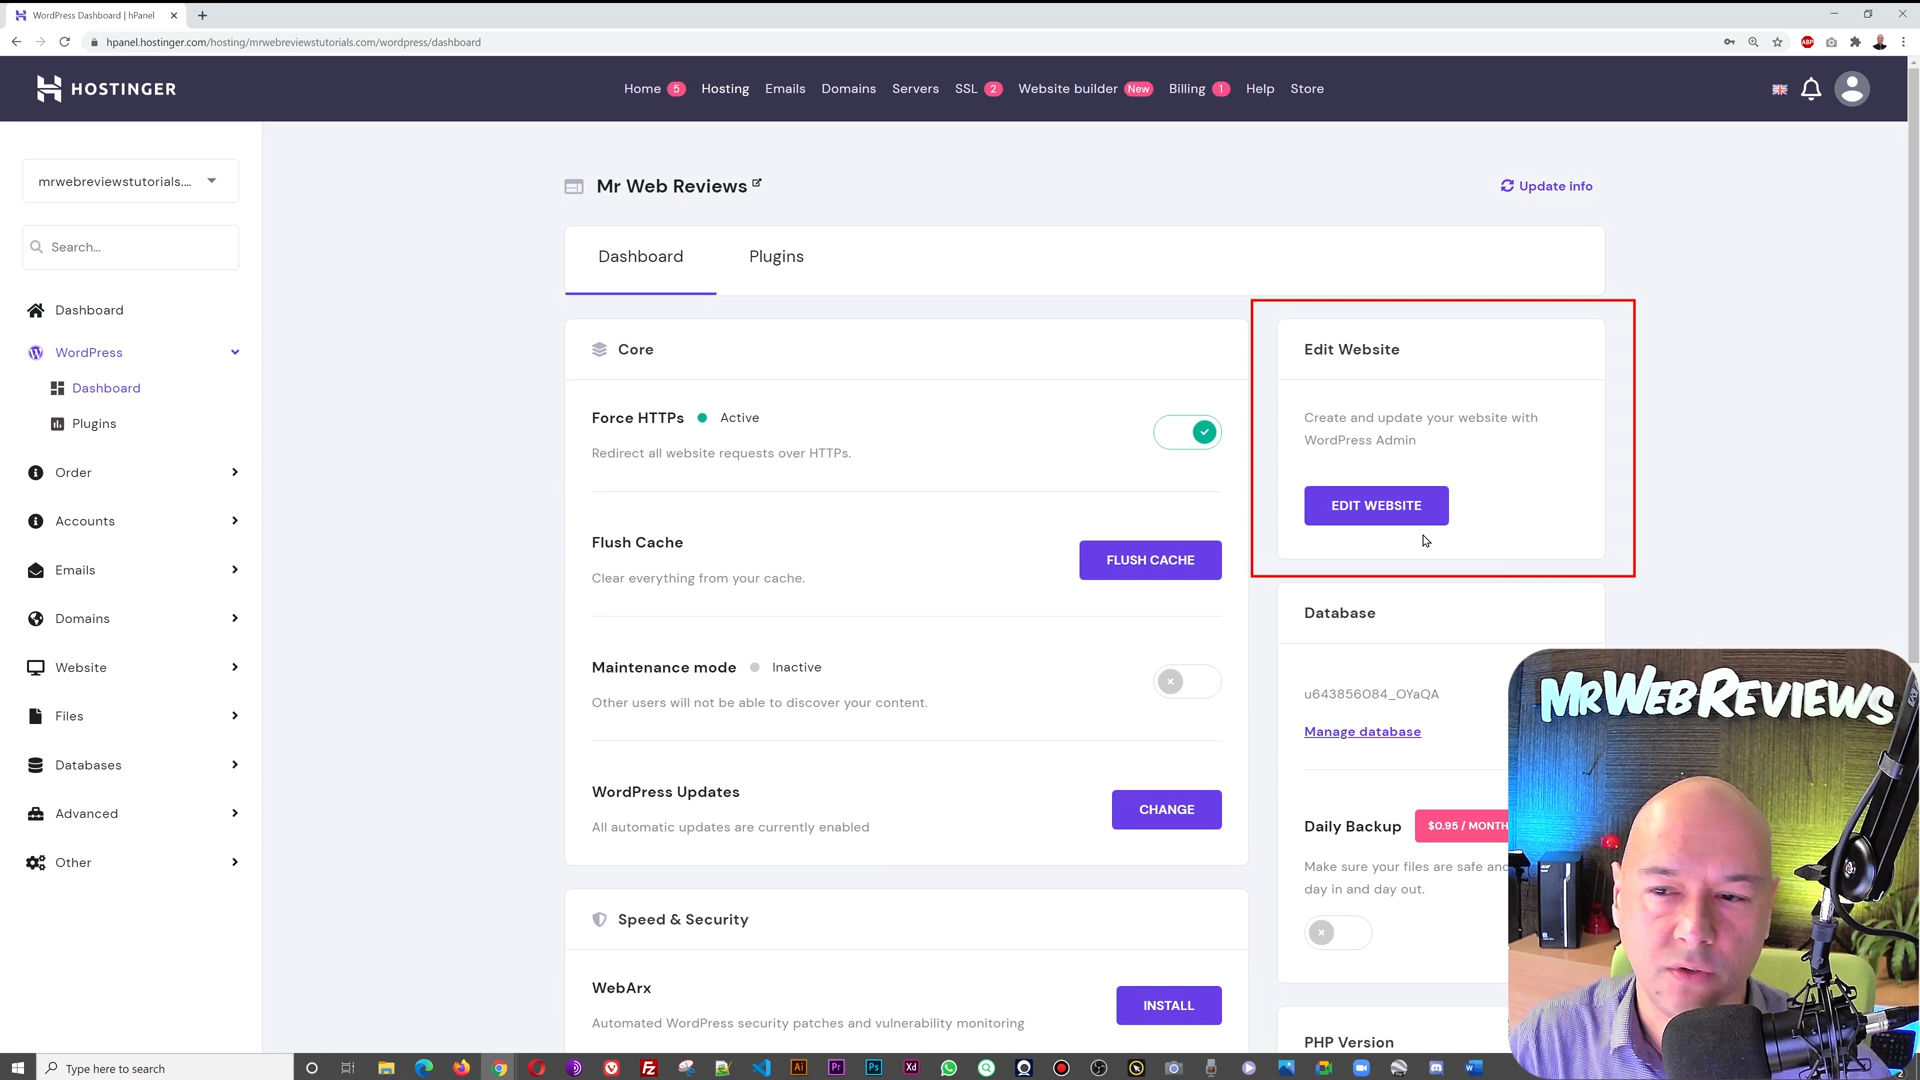 WordPress Dashboard | hPanel
hpanel.hostinger.com/hosting/mrwebreviewstutorials.com/wordpress/dashboard
ABP
HOSTINGER
Home 5 Hosting Emails Domains Servers SSL 2 Website builder New Billing 1 Help Store
mrwebreviewstutorials....
Search...
Dashboard
WordPress
Dashboard
Plugins
Order
Accounts
Emails
Domains
Website
Files
Databases
Advanced
Other
Mr Web Reviews
Update info
Dashboard Plugins
Core
Force HTTPs Active
Redirect all website requests over HTTPs.
Flush Cache
Clear everything from your cache.
FLUSH CACHE
Maintenance mode Inactive
Other users will not be able to discover your content.
WordPress Updates
All automatic updates are currently enabled
CHANGE
Speed & Security
WebArx
Automated WordPress security patches and vulnerability monitoring
INSTALL
Edit Website
Create and update your website with
WordPress Admin
EDIT WEBSITE
Database
u643856084_OYaQA
Manage database
Daily Backup $0.95 / MONTH
Make sure your files are safe and
day in and day out.
PHP Version
MRWEBREVIEWS
Type here to search
Ai
Pr
Ps
Xd